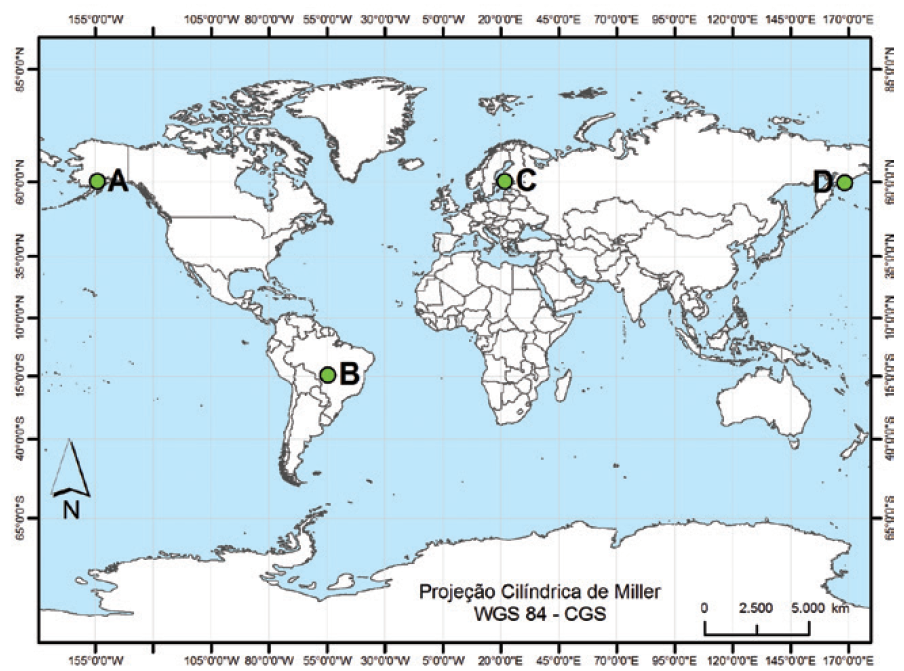 155°0'0"W 105°0'0"W 80°0'0"W 55°0'0"W 30°0'0"W 5°0'0"W 20°0'0"E 45°0'0"E 70°0'0"E 95°0'0"E 120°0'0"E 145°0'0"E 170°0'0"E
85°0'0"N 85°0'0"N
60°0'0"N A C D 60°0'0"N
35°0'0"N 35°0'0"N
10°0'0"N 10°0'0"N
15°0'0"S B 15°0'0"S
40°0'0"S 40°0'0"S
N
65°0'0"S 65°0'0"S
Projeção Cilíndrica de Miller
WGS 84 - CGS
0 2.500 5.000 km
155°0'0"W 105°0'0"W 80°0'0"W 55°0'0"W 30°0'0"W 5°0'0"W 20°0'0"E 45°0'0"E 70°0'0"E 95°0'0"E 120°0'0"E 145°0'0"E 170°0'0"E